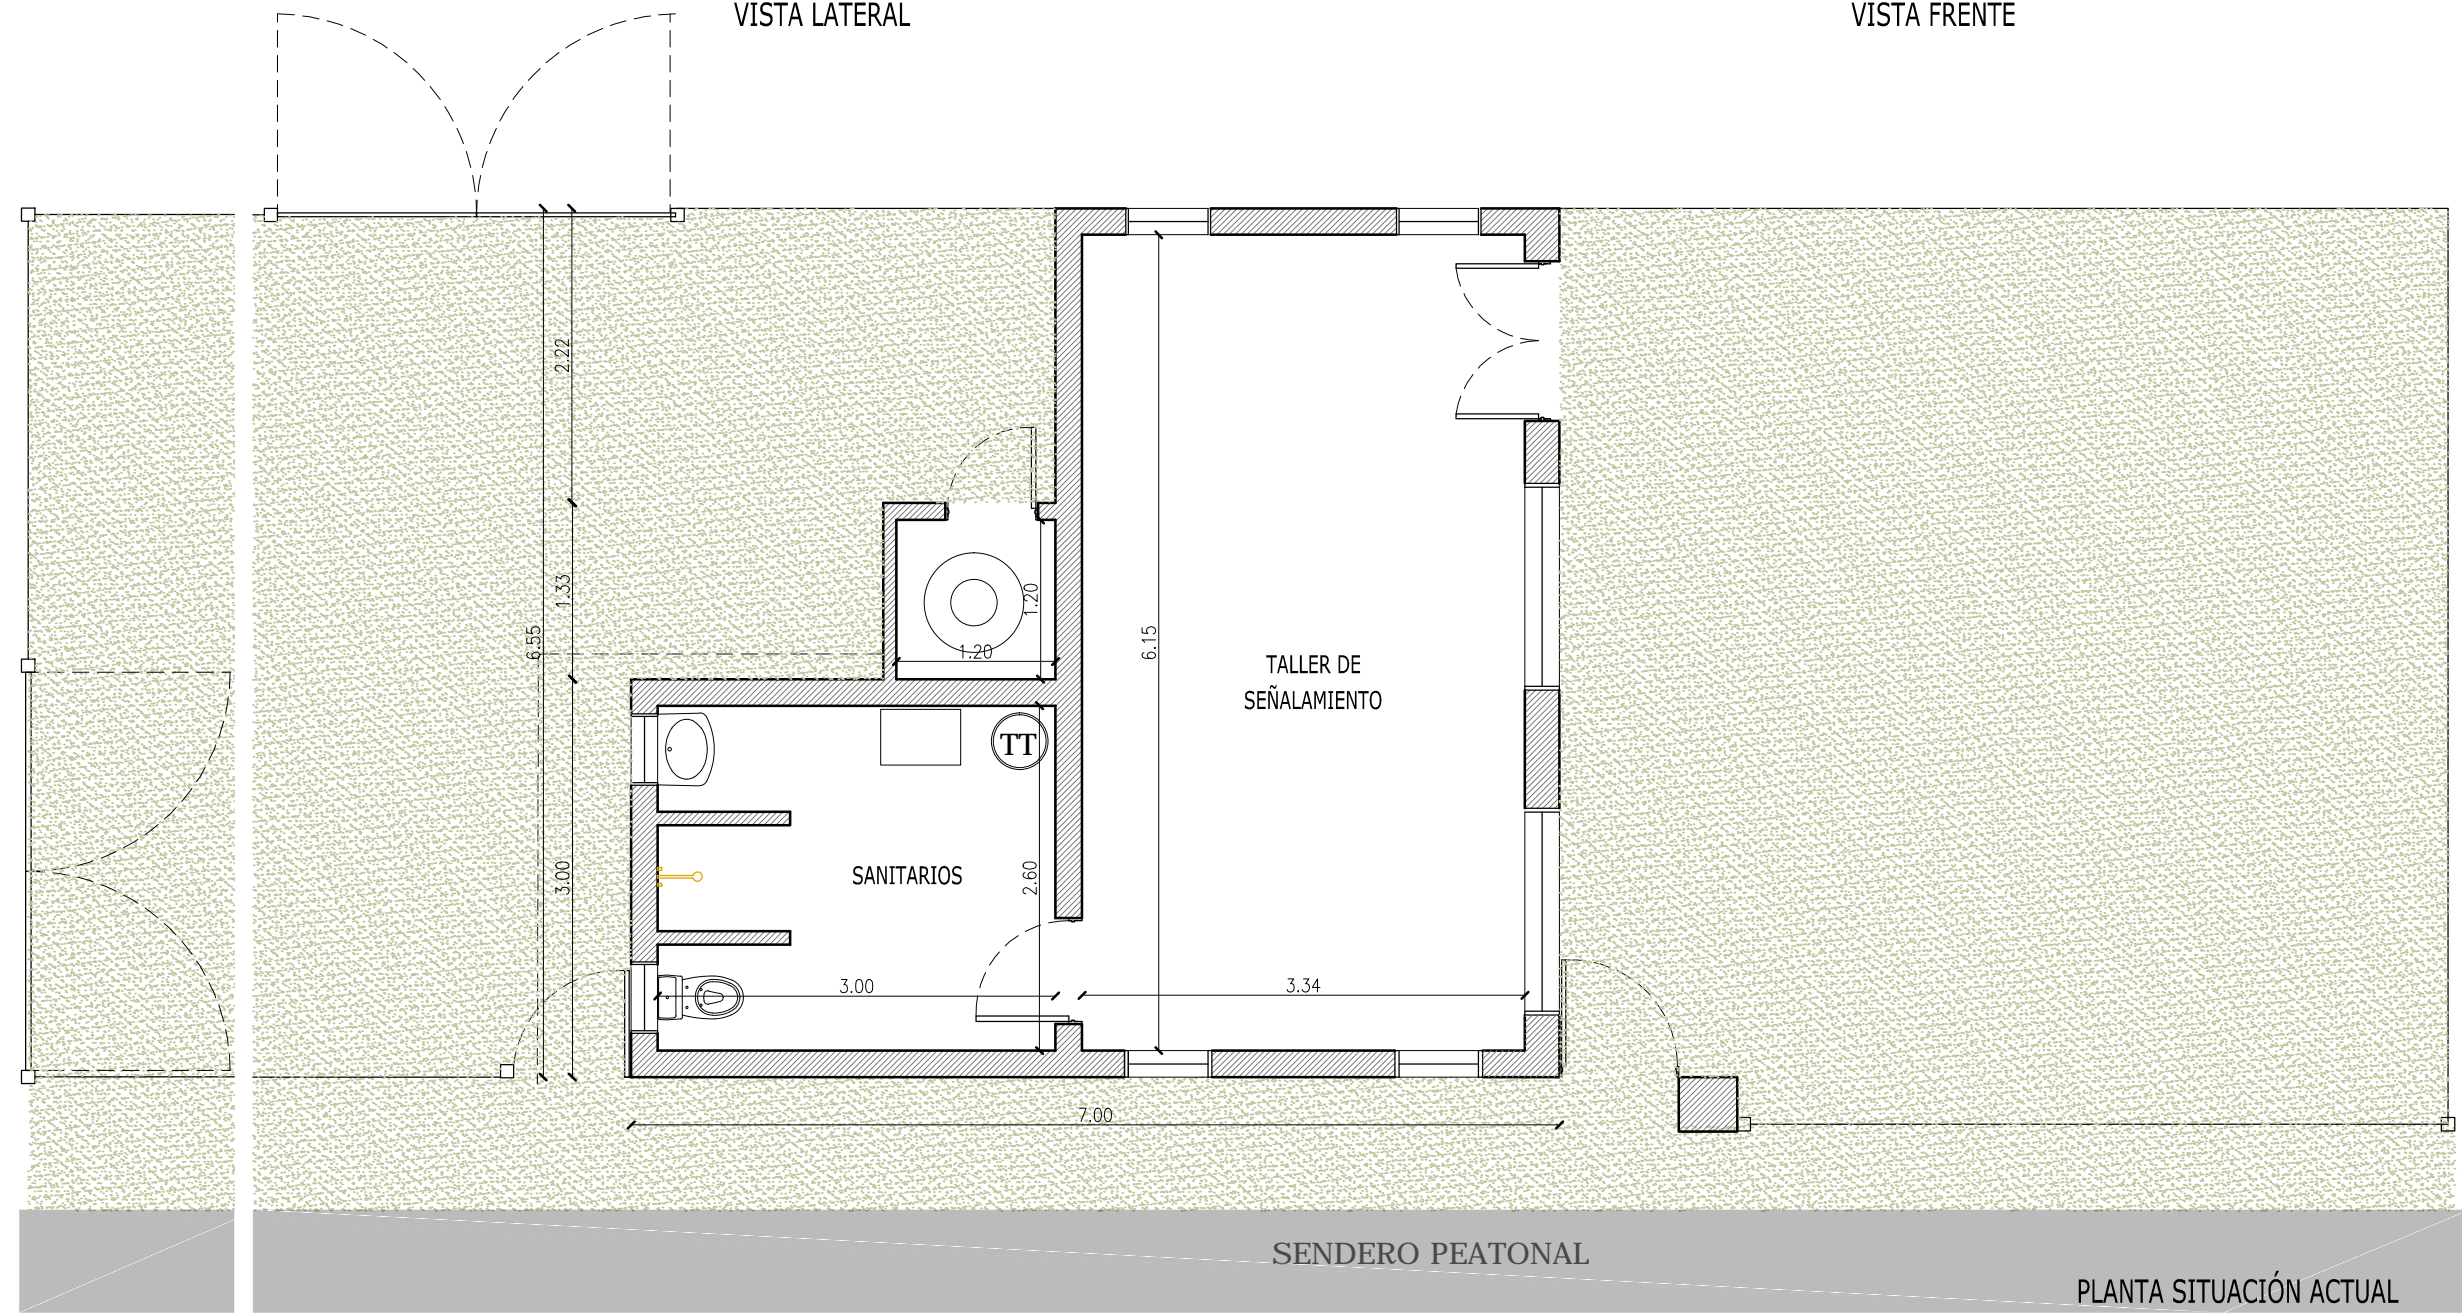 VISTA LATERAL
VISTA FRENTE
2.22
1.33
1.20
1.20
6.55
6.15
TALLER DE
SEÑALAMIENTO
TT
SANITARIOS
3.00
2.60
3.00
3.34
7.00
SENDERO PEATONAL
PLANTA SITUACIÓN ACTUAL